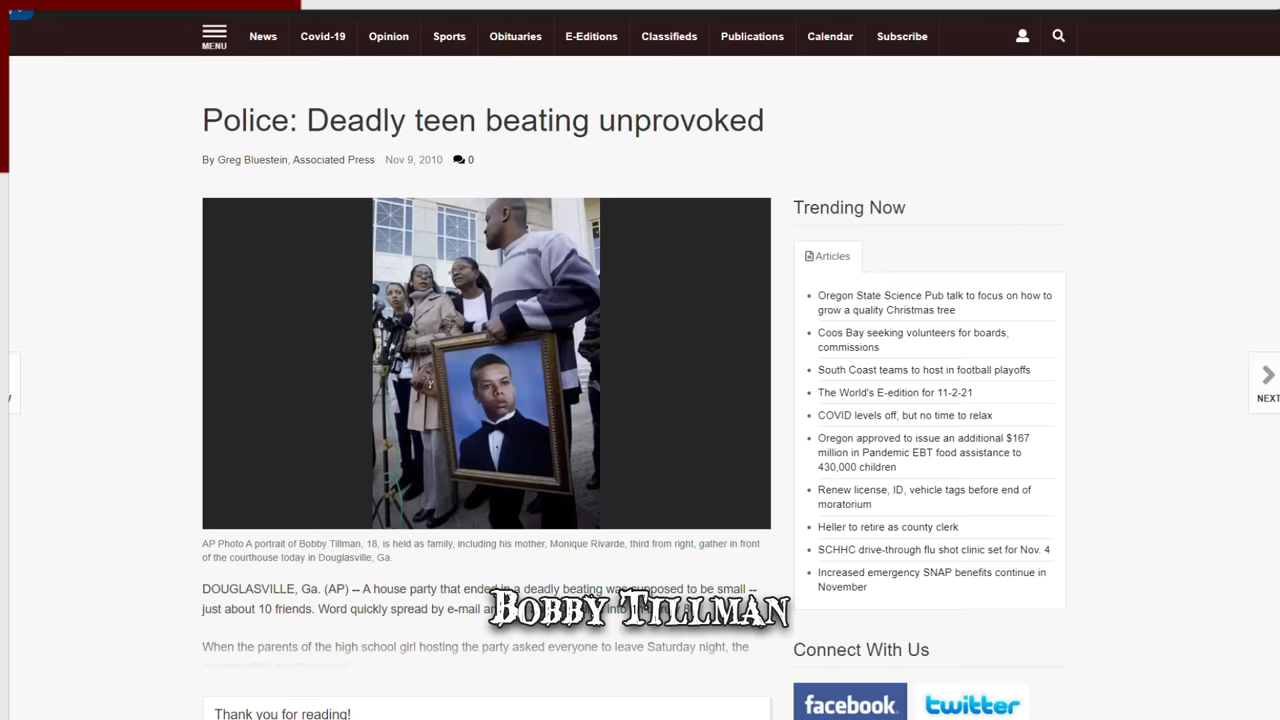 MENU
News
Covid-19
Opinion
Sports
Obituaries
E-Editions
Classifieds
Publications
Calendar
Subscribe
Police: Deadly teen beating unprovoked
By Greg Bluestein, Associated Press Nov 9, 2010 0
AP Photo A portrait of Bobby Tillman, 18, is held as family, including his mother, Monique Rivarde, third from right, gather in front
of the courthouse today in Douglasville, Ga.
DOUGLASVILLE, Ga. (AP) -- A house party that ended in a deadly beating was supposed to be small --
just about 10 friends. Word quickly spread by e-mail
Bobby Tillman
When the parents of the high school girl hosting the party asked everyone to leave Saturday night, the
Thank you for reading!
Trending Now
Articles
Oregon State Science Pub talk to focus on how to
grow a quality Christmas tree
Coos Bay seeking volunteers for boards,
commissions
South Coast teams to host in football playoffs
The World's E-edition for 11-2-21
COVID levels off, but no time to relax
Oregon approved to issue an additional $167
million in Pandemic EBT food assistance to
430,000 children
Renew license, ID, vehicle tags before end of
moratorium
Heller to retire as county clerk
SCHHC drive-through flu shot clinic set for Nov. 4
Increased emergency SNAP benefits continue in
November
Connect With Us
facebook
twitter
NEXT